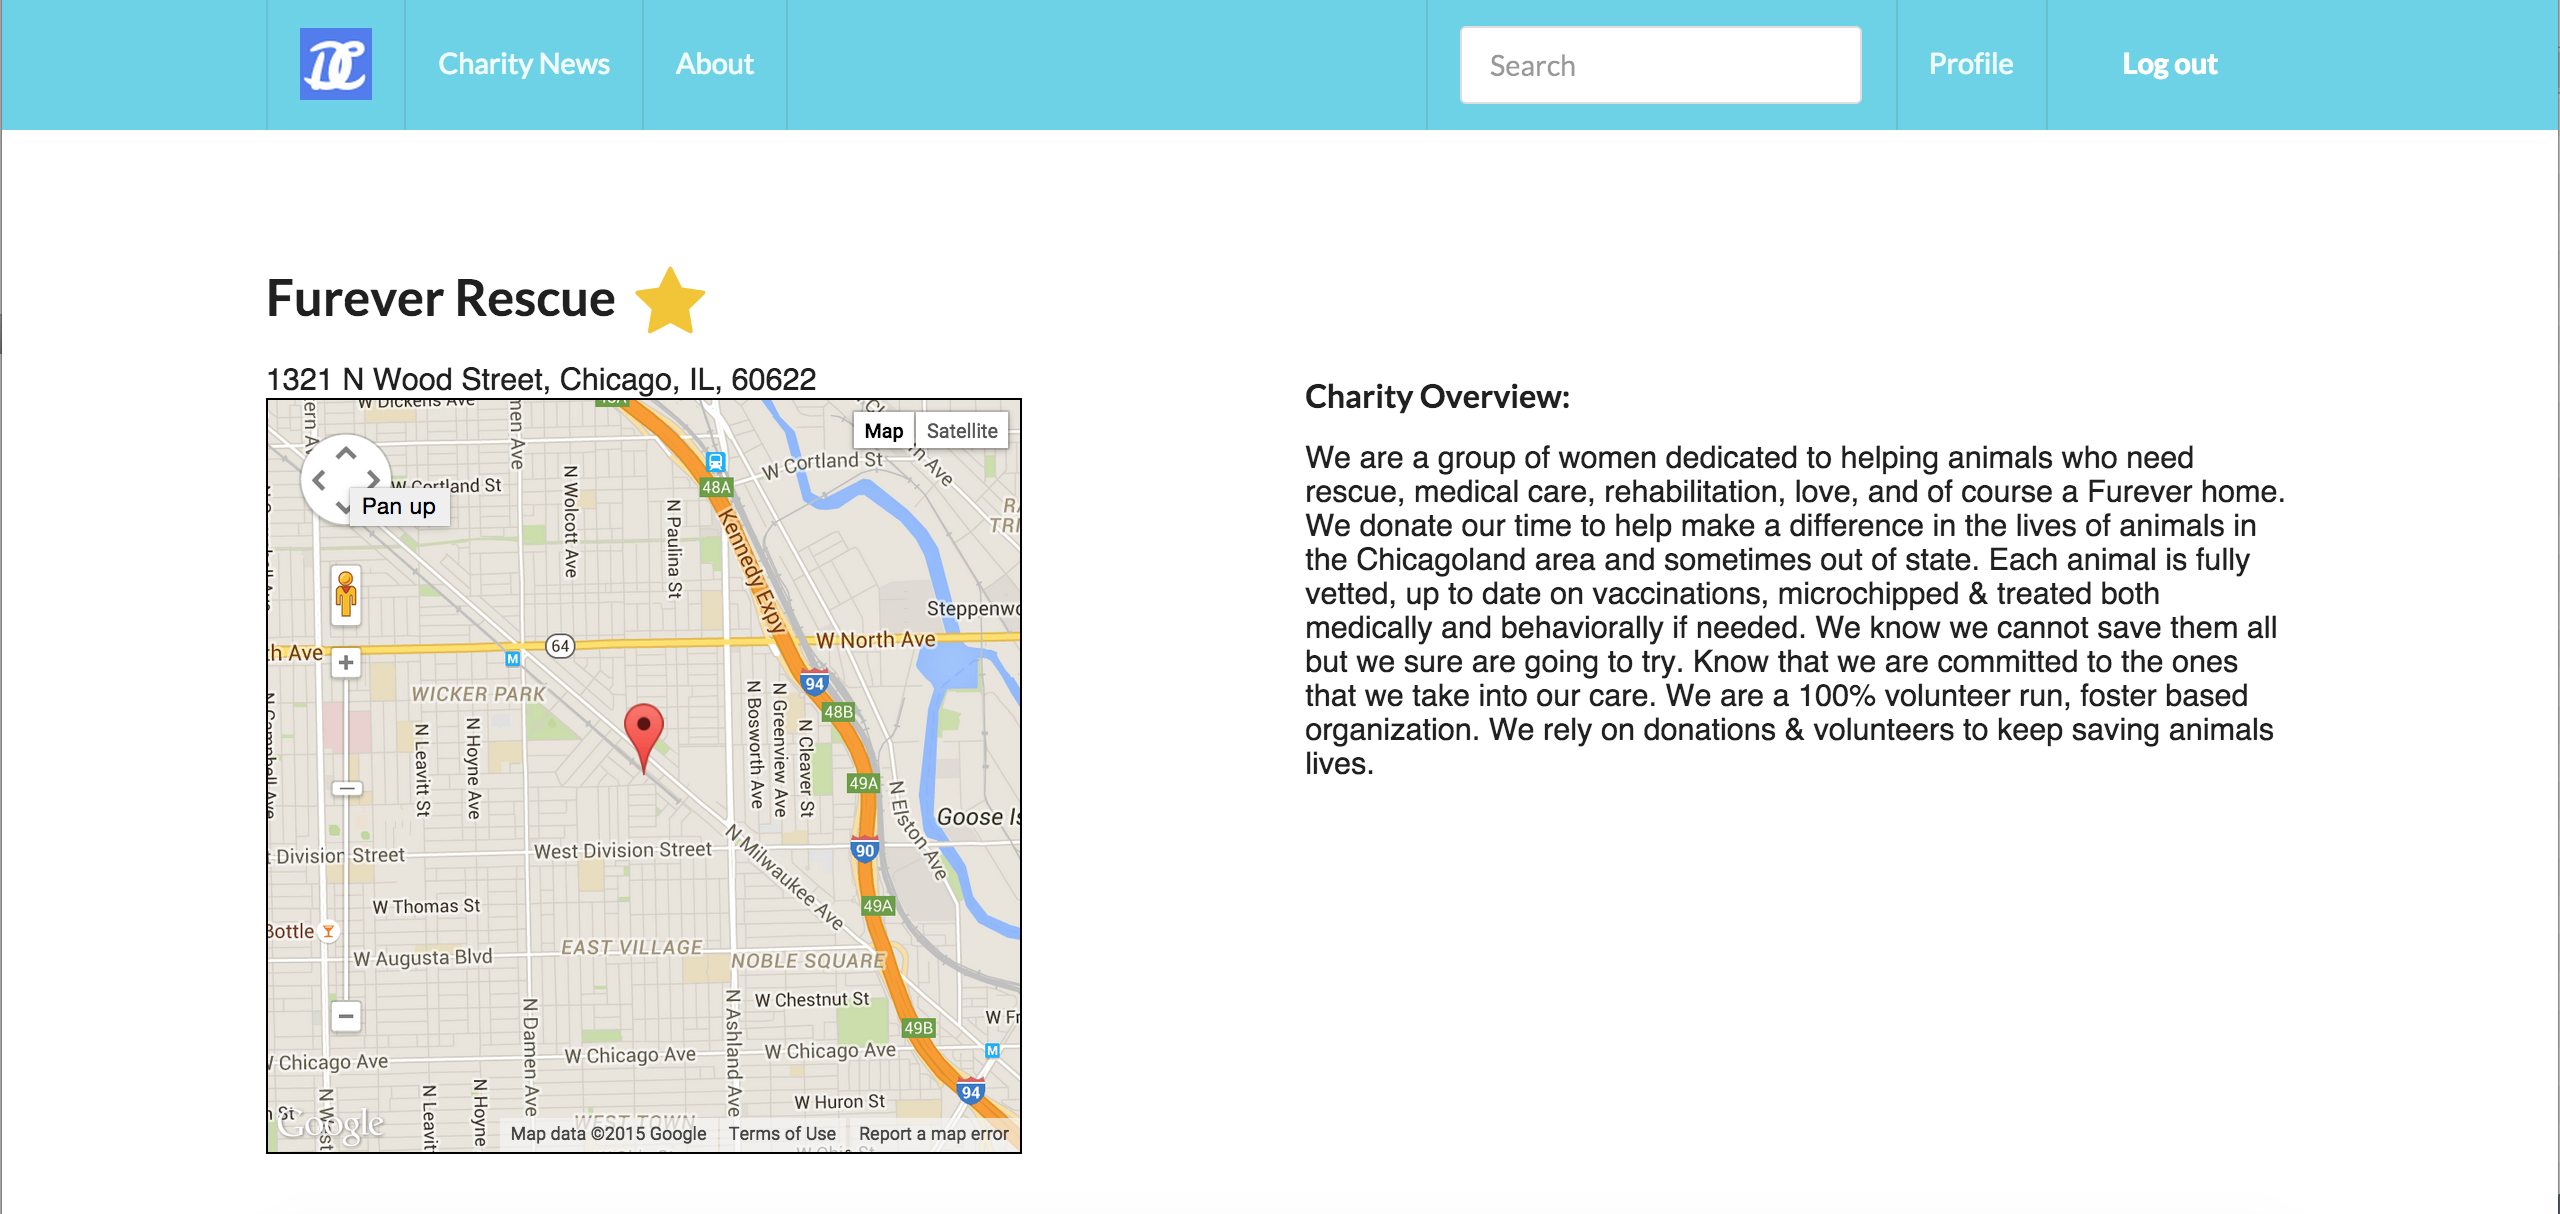 DC
Charity News
About
Search
Profile
Log out
Furever Rescue
1321 N Wood Street, Chicago, IL, 60622
Map
Satellite
W Cortland St
W Cortland St
Pan up
48A
N Wolcott Ave
N Paulina St
Kennedy Expy
64
W North Ave
WICKER PARK
94
48B
N Leavitt St
N Hoyne Ave
N Bosworth Ave
N Greenview Ave
N Cleaver St
49A
N Elston Ave
Division Street
West Division Street
N Milwaukee Ave
90
W Thomas St
49A
W Augusta Blvd
EAST VILLAGE
NOBLE SQUARE
W Chestnut St
49B
N Damen Ave
N Ashland Ave
W Chicago Ave
W Chicago Ave
Chicago Ave
94
W Huron St
WEST TOWN
Google
Map data ©2015 Google
Terms of Use
Report a map error
Charity Overview:
We are a group of women dedicated to helping animals who need
rescue, medical care, rehabilitation, love, and of course a Furever home.
We donate our time to help make a difference in the lives of animals in
the Chicagoland area and sometimes out of state. Each animal is fully
vetted, up to date on vaccinations, microchipped & treated both
medically and behaviorally if needed. We know we cannot save them all
but we sure are going to try. Know that we are committed to the ones
that we take into our care. We are a 100% volunteer run, foster based
organization. We rely on donations & volunteers to keep saving animals
lives.